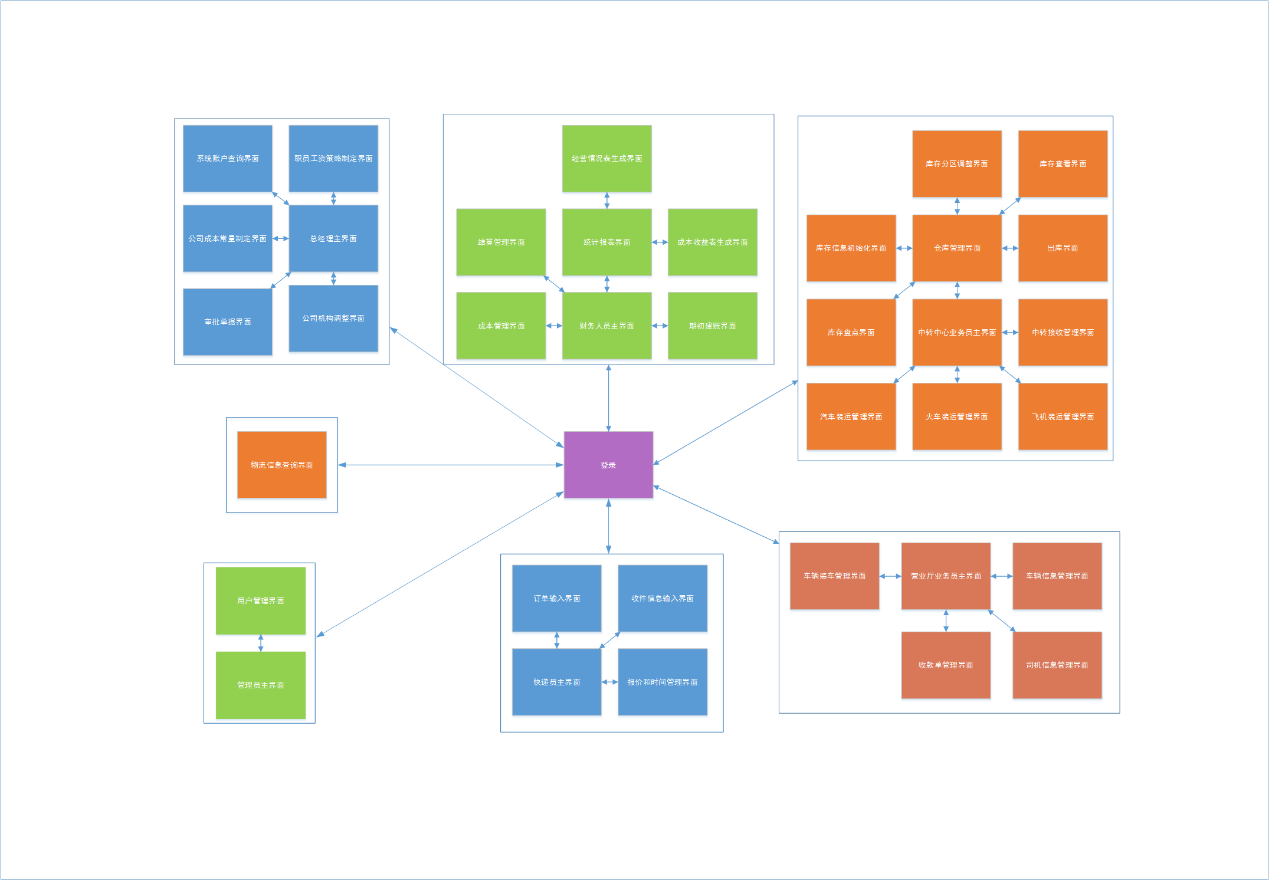 系统账户查询界面
职员工资策略制定界面
公司成本常量制定界面
总经理主界面
审批单据界面
公司机构调整界面
经营情况表生成界面
结算管理界面
统计报表界面
成本收益表生成界面
成本管理界面
财务人员主界面
期初建账界面
库存分区调整界面
库存查看界面
库存信息初始化界面
仓库管理界面
出库界面
库存盘点界面
中转中心业务员主界面
中转接收管理界面
汽车装运管理界面
火车装运管理界面
飞机装运管理界面
物流信息查询界面
登录
用户管理界面
管理员主界面
订单输入界面
收件信息输入界面
快递员主界面
报价和时间管理界面
车辆装车管理界面
营业厅业务员主界面
车辆信息管理界面
收款单管理界面
司机信息管理界面